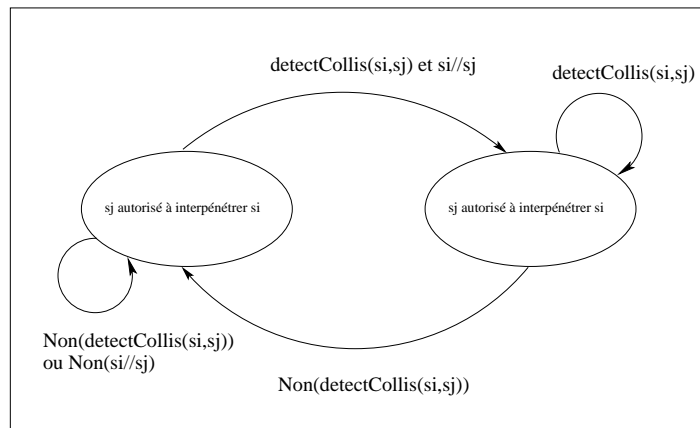 detectCollis(si,sj) et si//sj
detectCollis(si,sj)
sj autorisé à interpénétrer si
sj autorisé à interpénétrer si
Non(detectCollis(si,sj))
ou Non(si//sj)
Non(detectCollis(si,sj))